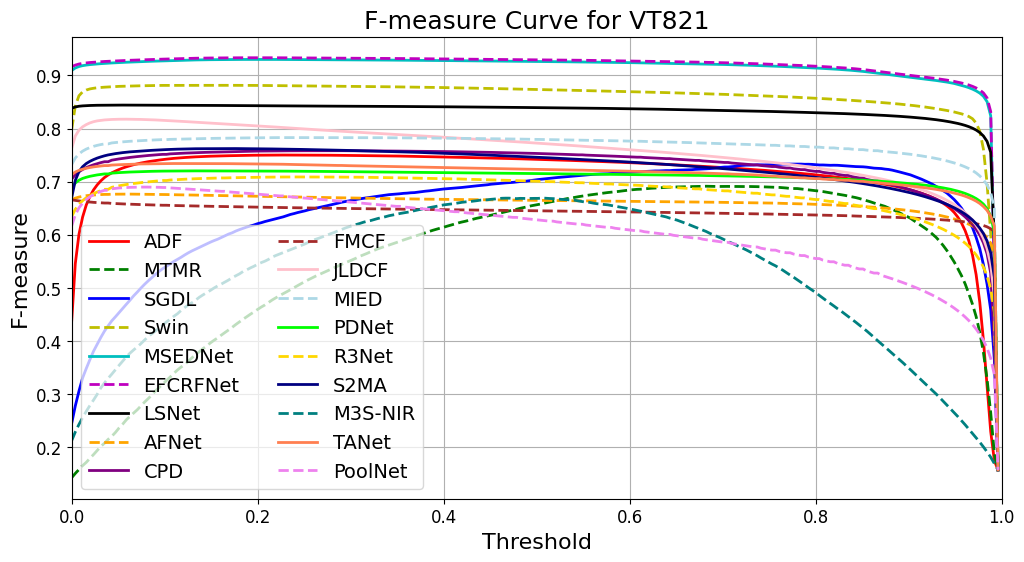 F-measure Curve for VT821
F-measure
0.9
0.8
0.7
0.6
0.5
0.4
0.3
0.2
ADF
MTMR
SGDL
Swin
MSEDNet
EFCRFNet
LSNet
AFNet
CPD
FMCF
JLDCF
MIED
PDNet
R3Net
S2MA
M3S-NIR
TANet
PoolNet
0.0 0.2 0.4 0.6 0.8 1.0
Threshold